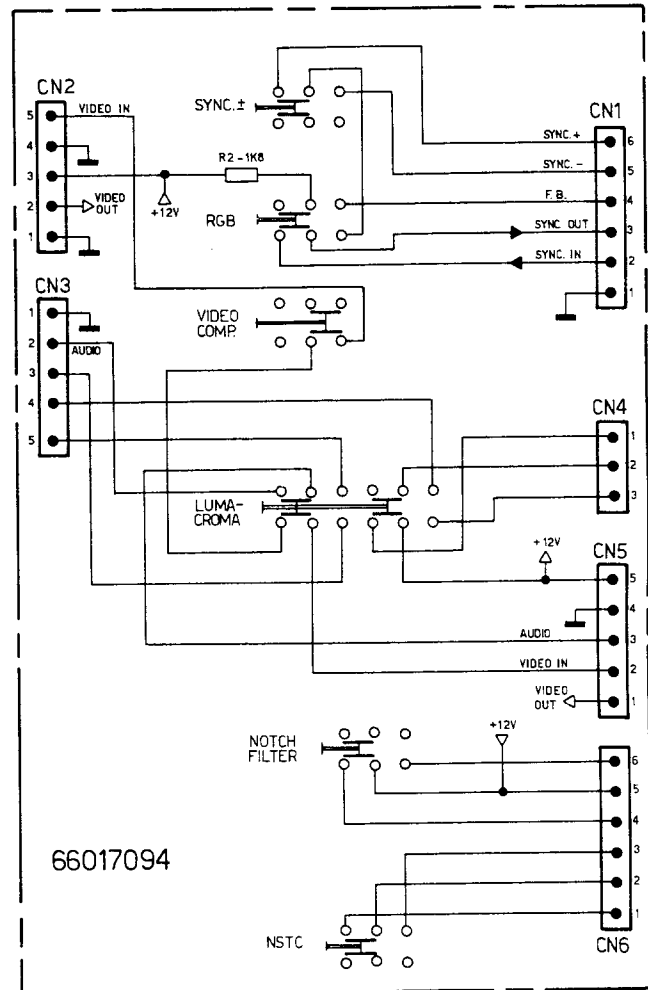 CN2
5 VIDEO IN
4
3
2 VIDEO OUT
1
+12V
R2-1K8
SYNC.±
RGB
CN1
SYNC.+ 6
SYNC.- 5
F.B. 4
SYNC OUT 3
SYNC. IN 2
1
CN3
1
2 AUDIO
3
4
5
VIDEO
COMP.
LUMA-
CROMA
CN4
1
2
3
+12V
CN5
5
4
AUDIO 3
VIDEO IN 2
VIDEO OUT 1
NOTCH
FILTER
+12V
6
5
4
3
2
1
CN6
66017094
NSTC